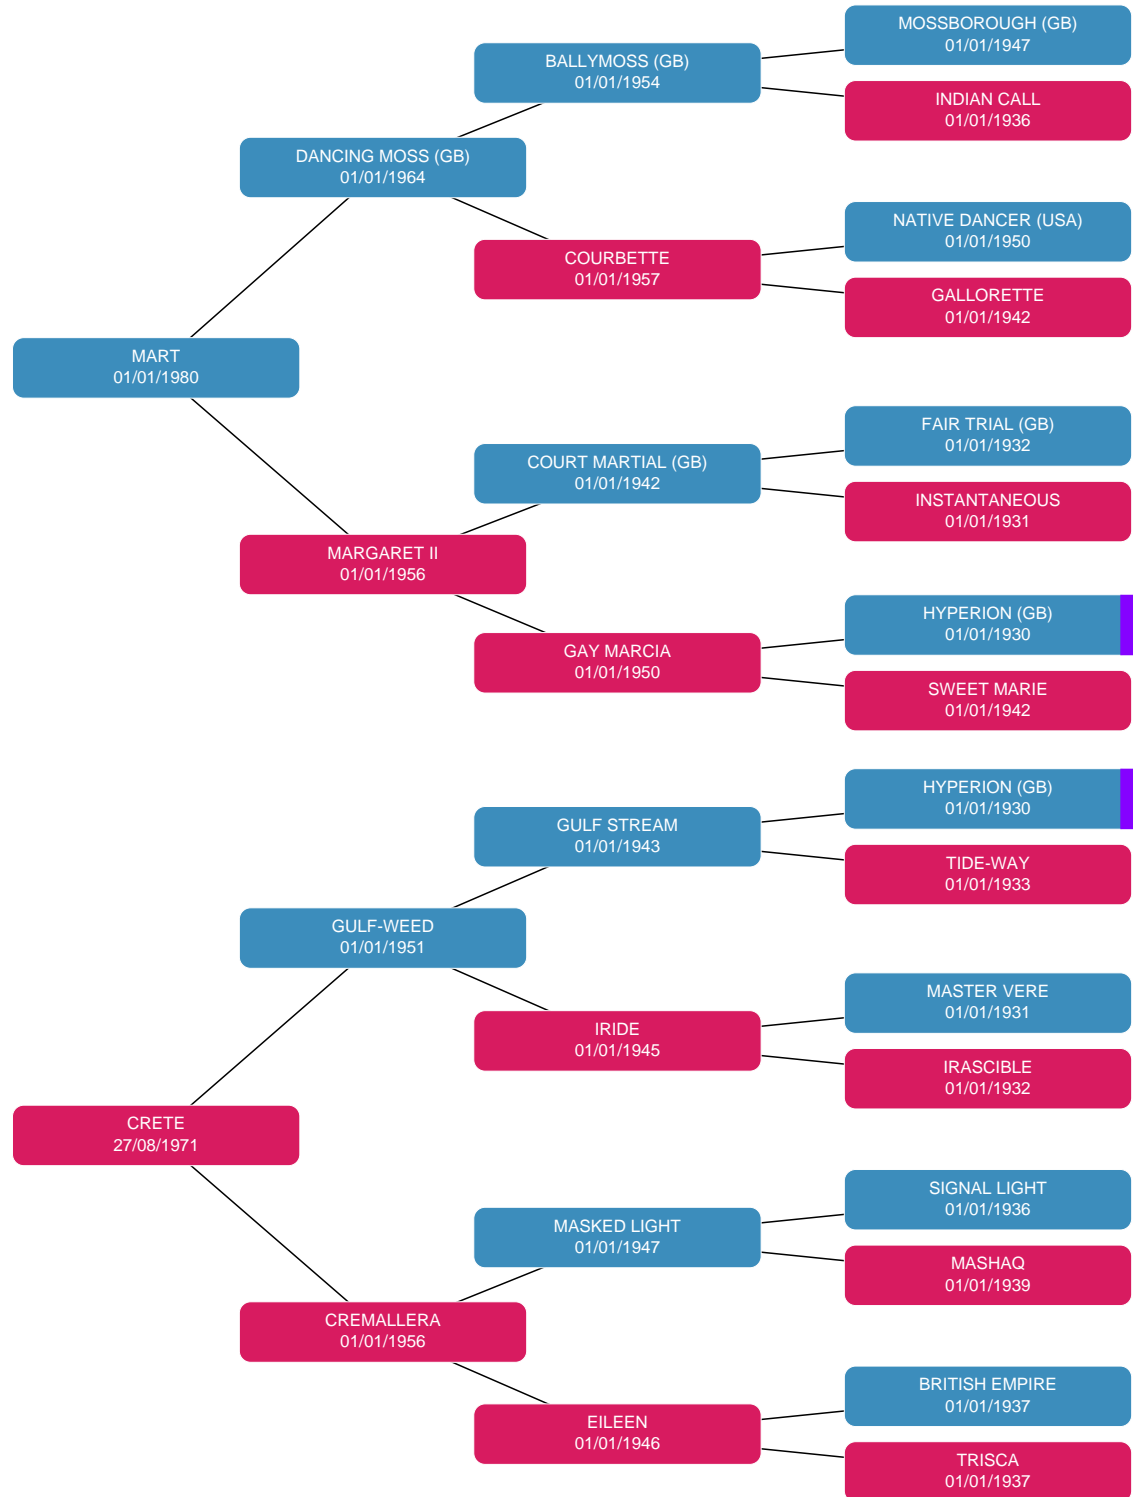 MOSSBOROUGH (GB)
01/01/1947
BALLYMOSS (GB)
01/01/1954
INDIAN CALL
01/01/1936
DANCING MOSS (GB)
01/01/1964
NATIVE DANCER (USA)
01/01/1950
COURBETTE
01/01/1957
GALLORETTE
01/01/1942
MART
01/01/1980
FAIR TRIAL (GB)
01/01/1932
COURT MARTIAL (GB)
01/01/1942
INSTANTANEOUS
01/01/1931
MARGARET II
01/01/1956
HYPERION (GB)
01/01/1930
GAY MARCIA
01/01/1950
SWEET MARIE
01/01/1942
HYPERION (GB)
01/01/1930
GULF STREAM
01/01/1943
TIDE-WAY
01/01/1933
GULF-WEED
01/01/1951
MASTER VERE
01/01/1931
IRIDE
01/01/1945
IRASCIBLE
01/01/1932
CRETE
27/08/1971
SIGNAL LIGHT
01/01/1936
MASKED LIGHT
01/01/1947
MASHAQ
01/01/1939
CREMALLERA
01/01/1956
BRITISH EMPIRE
01/01/1937
EILEEN
01/01/1946
TRISCA
01/01/1937